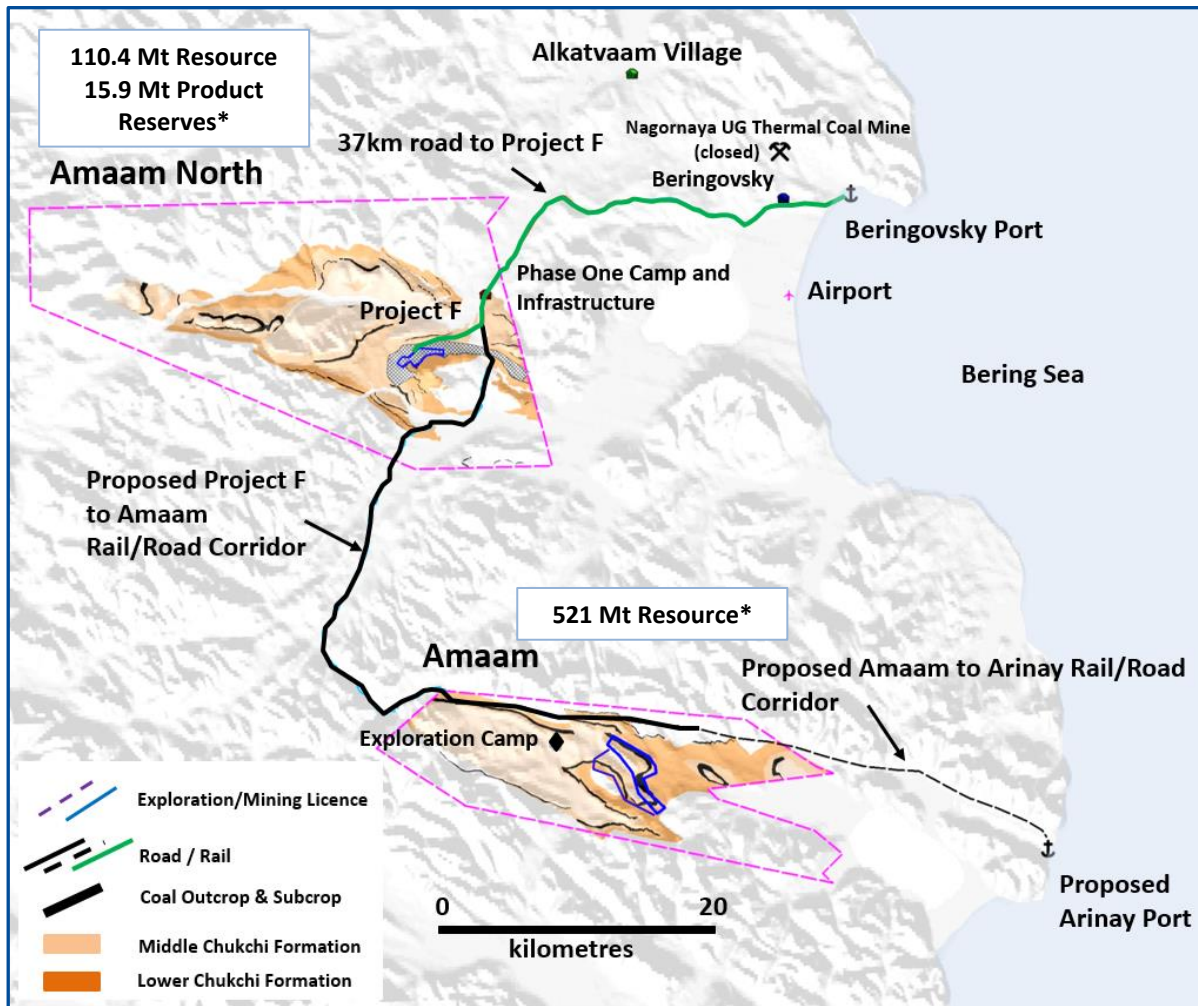 110.4 Mt Resource
15.9 Mt Product
Reserves*
Alkatvaam Village
Nagornaya UG Thermal Coal Mine
(closed)
37km road to Project F
Amaam North
Beringovsky
Beringovsky Port
Phase One Camp and
Infrastructure
Airport
Project F
Bering Sea
Proposed Project F
to Amaam
Rail/Road Corridor
521 Mt Resource*
Amaam
Proposed Amaam to Arinay Rail/Road
Corridor
Exploration Camp
Exploration/Mining Licence
Road / Rail
Coal Outcrop & Subcrop
Middle Chukchi Formation
Lower Chukchi Formation
0 20
kilometres
Proposed
Arinay Port